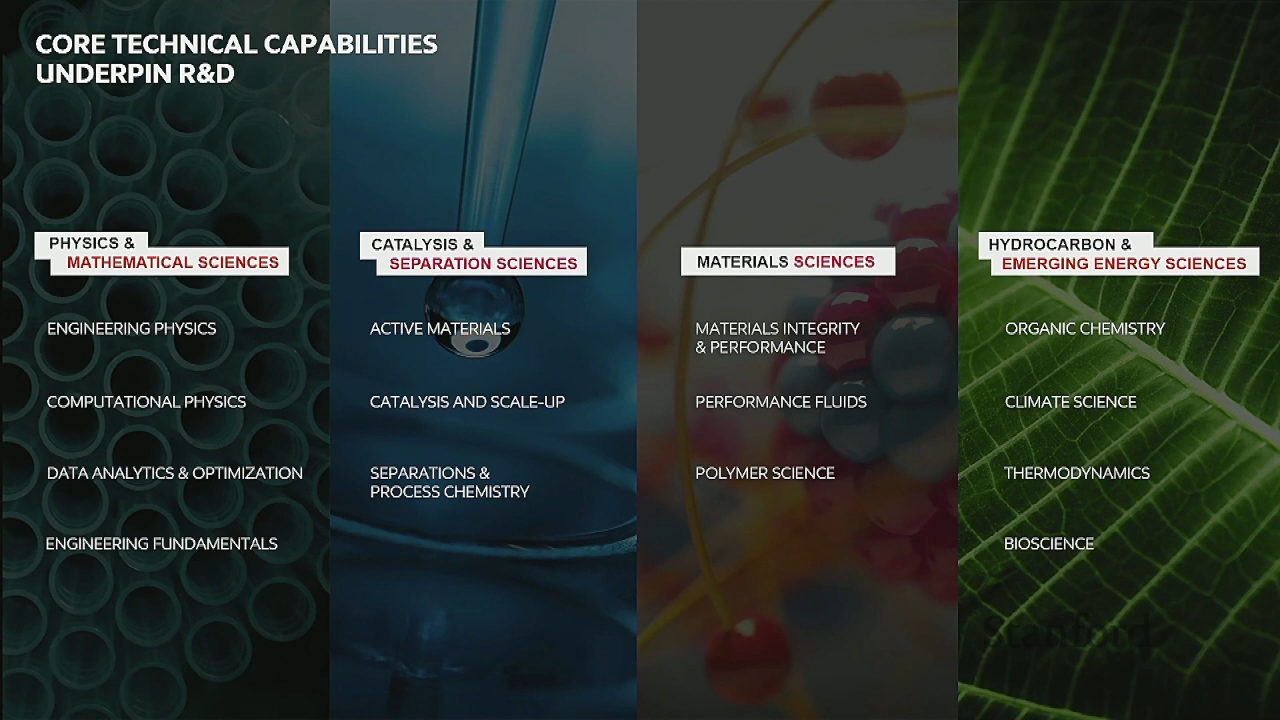 CORE TECHNICAL CAPABILITIES
UNDERPIN R&D
PHYSICS &
MATHEMATICAL SCIENCES
ENGINEERING PHYSICS
COMPUTATIONAL PHYSICS
DATA ANALYTICS & OPTIMIZATION
ENGINEERING FUNDAMENTALS
CATALYSIS &
SEPARATION SCIENCES
ACTIVE MATERIALS
CATALYSIS AND SCALE-UP
SEPARATIONS &
PROCESS CHEMISTRY
MATERIALS SCIENCES
MATERIALS INTEGRITY
& PERFORMANCE
PERFORMANCE FLUIDS
POLYMER SCIENCE
HYDROCARBON &
EMERGING ENERGY SCIENCES
ORGANIC CHEMISTRY
CLIMATE SCIENCE
THERMODYNAMICS
BIOSCIENCE
Stanford